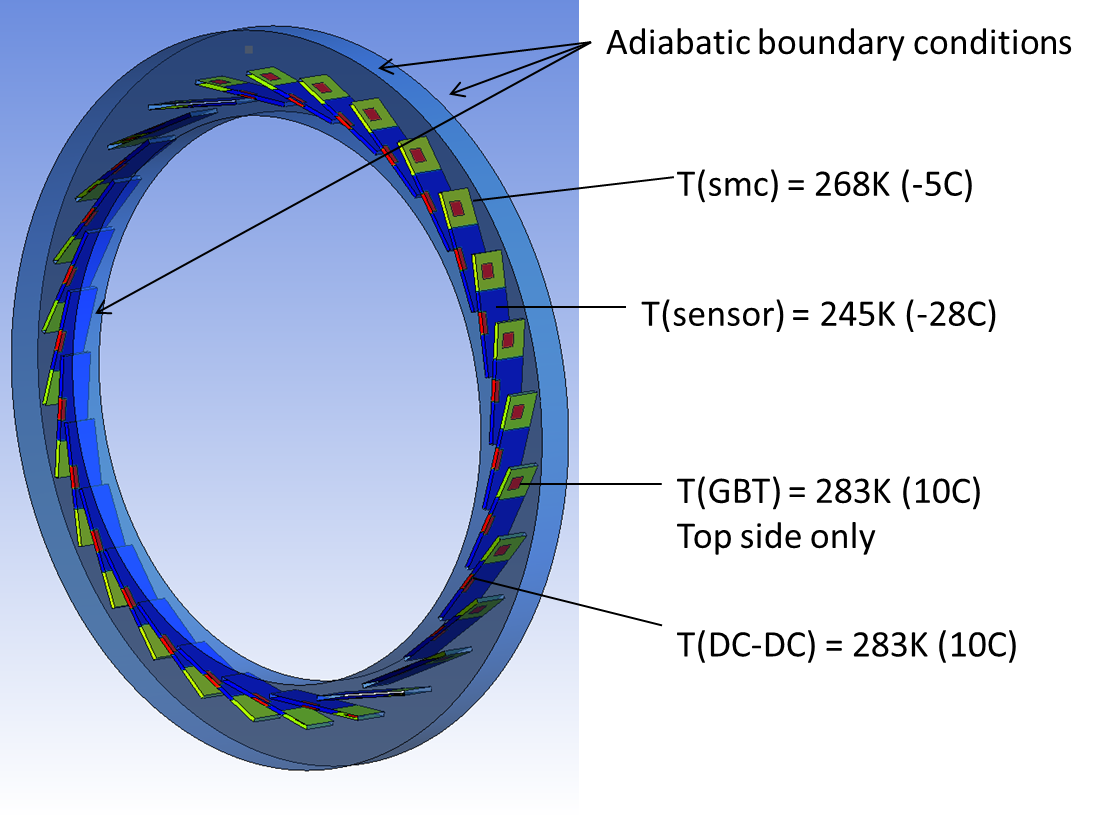 Adiabatic boundary conditions
T(smc) = 268K (-5C)
T(sensor) = 245K (-28C)
T(GBT) = 283K (10C)
Top side only
T(DC-DC) = 283K (10C)